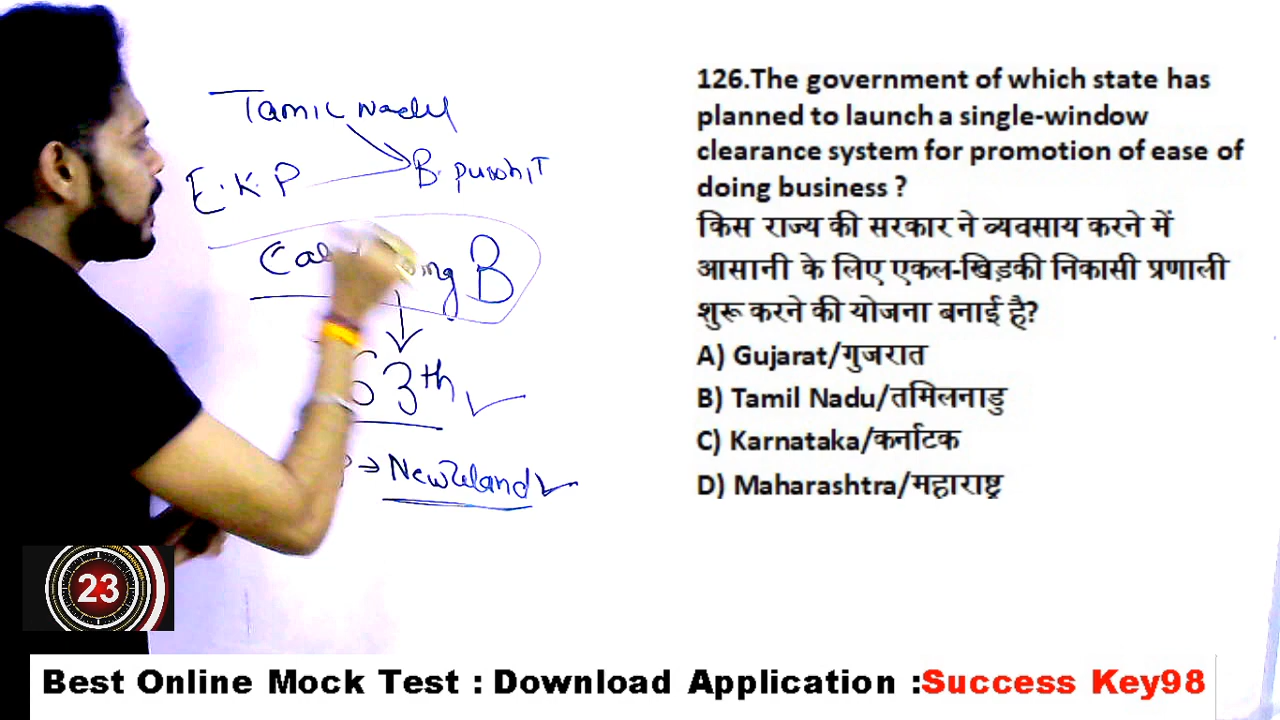 Tamil Nadu
E.K.P
B. purohit
B
3th
Newzeland
126.The government of which state has
planned to launch a single-window
clearance system for promotion of ease of
doing business ?
किस राज्य की सरकार ने व्यवसाय करने में
आसानी के लिए एकल-खिड़की निकासी प्रणाली
शुरू करने की योजना बनाई है?
A) Gujarat/गुजरात
B) Tamil Nadu/तमिलनाडु
C) Karnataka/कर्नाटक
D) Maharashtra/महाराष्ट्र
23
Best Online Mock Test : Download Application :Success Key98